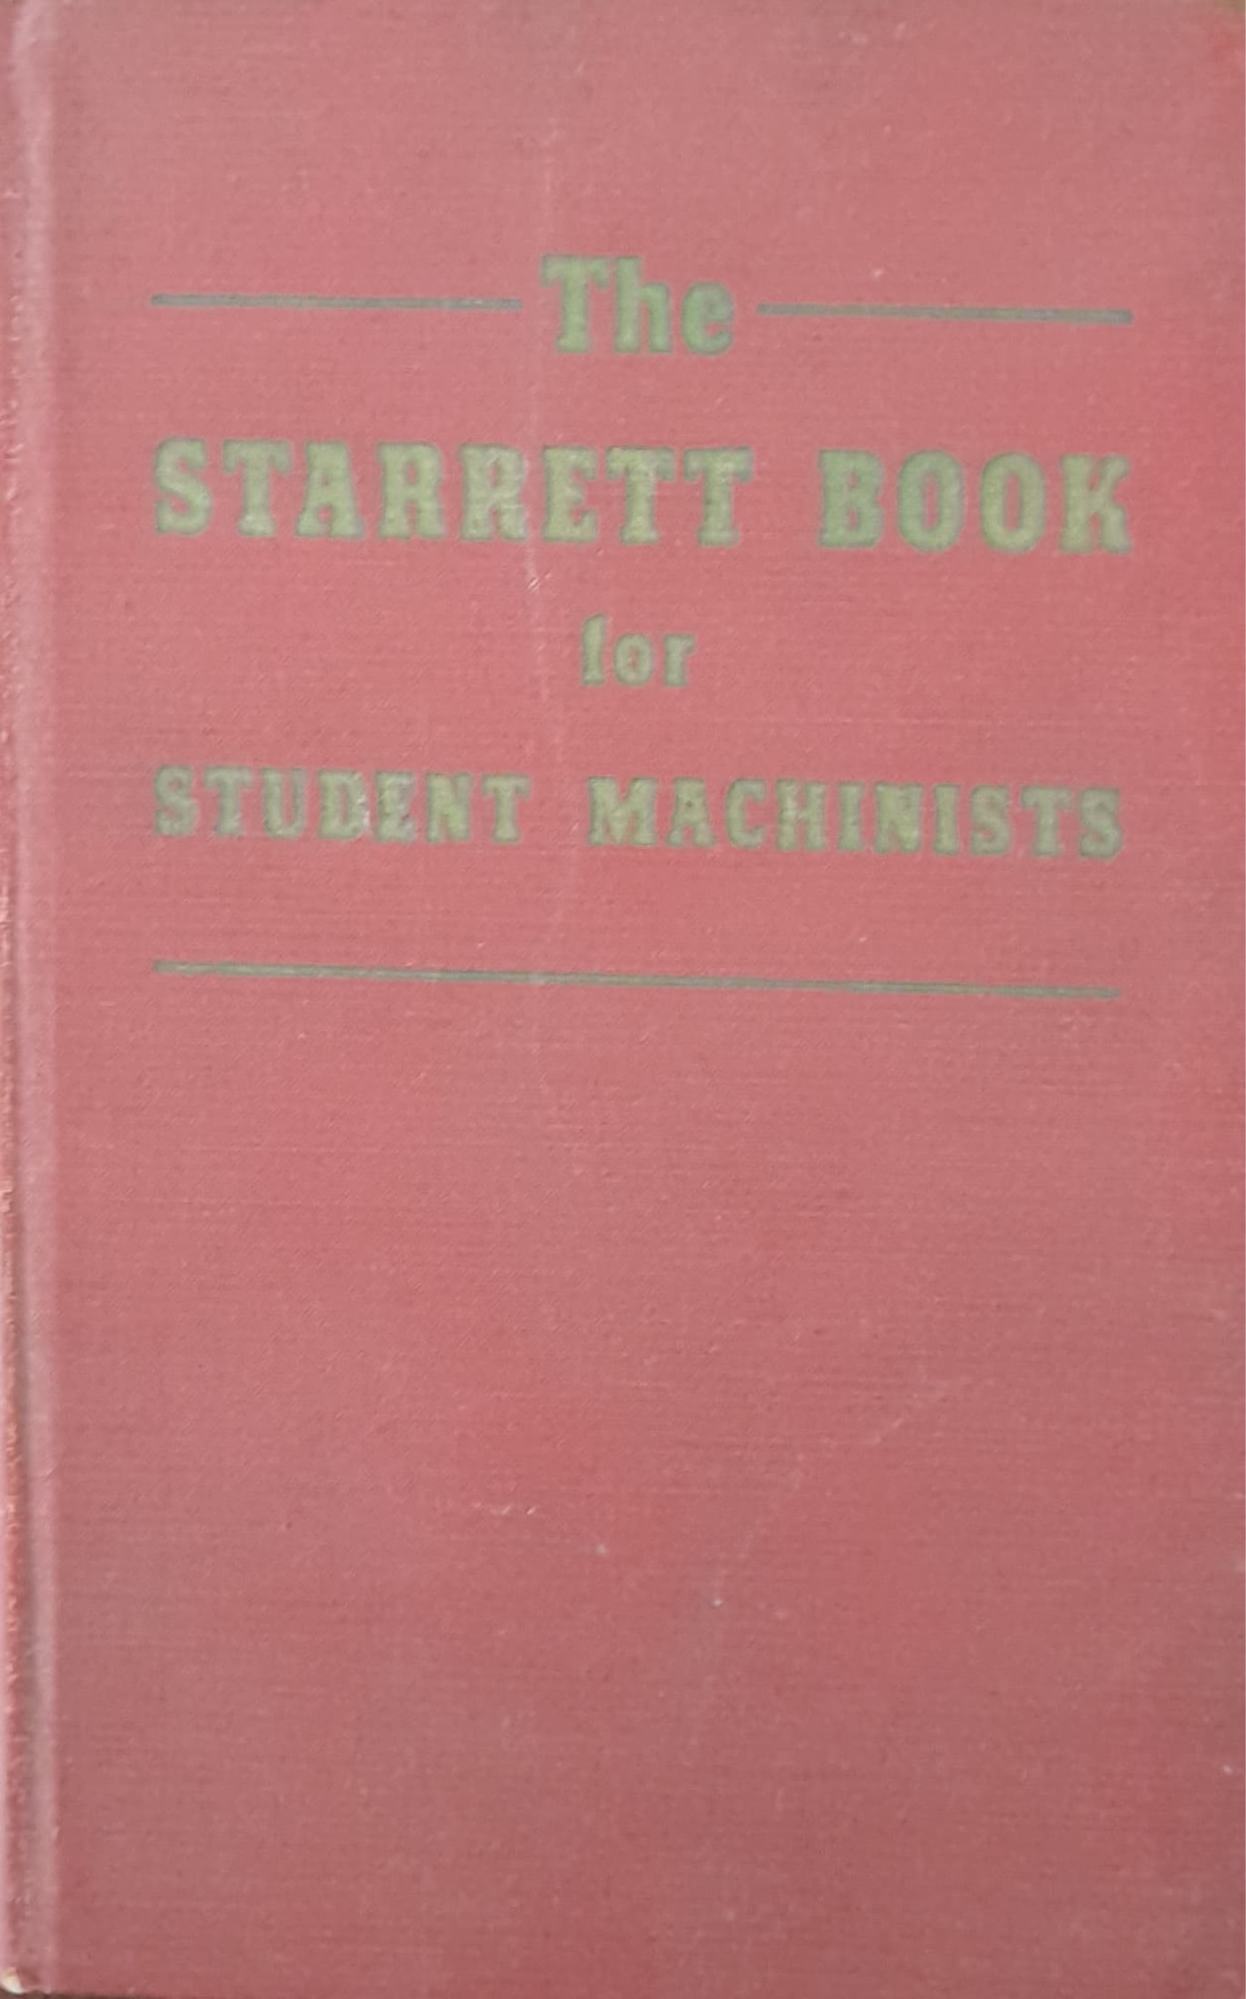 The
STARRETT BOOK
for
STUDENT MACHINISTS